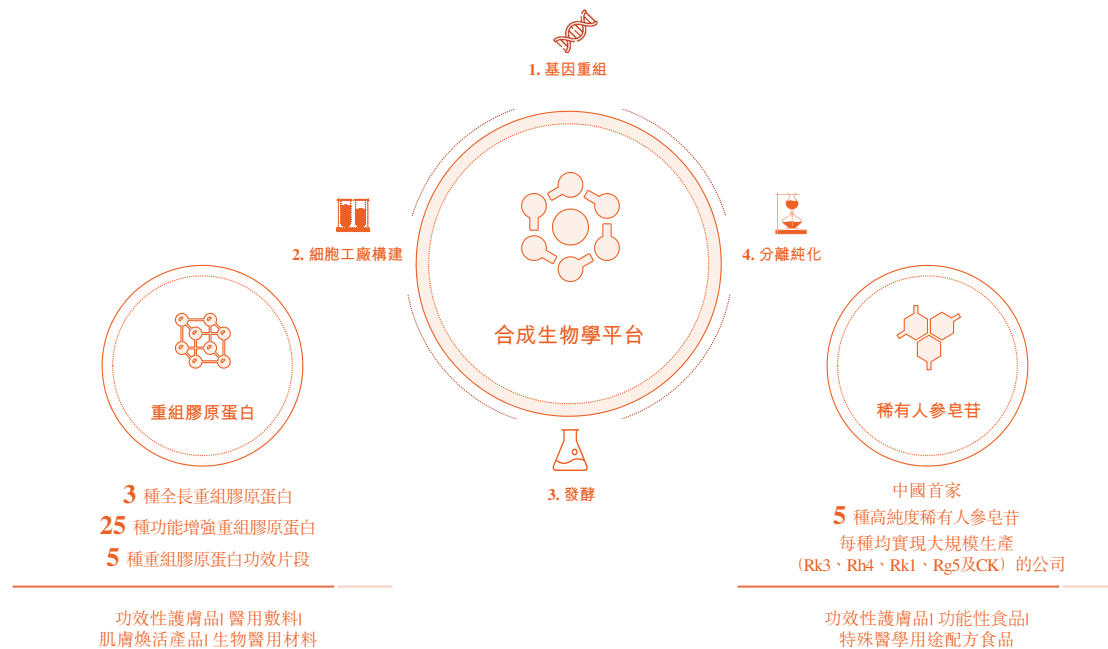 1. 基因重組
2. 細胞工廠構建
4. 分離純化
合成生物學平台
3. 發酵
重組膠原蛋白
3 種全長重組膠原蛋白
25 種功能增強重組膠原蛋白
5 種重組膠原蛋白功效片段
功效性護膚品| 醫用敷料|
肌膚煥活產品| 生物醫用材料
稀有人參皂苷
中國首家
5 種高純度稀有人參皂苷
每種均實現大規模生產
（Rk3、Rh4、Rk1、Rg5及CK）的公司
功效性護膚品| 功能性食品|
特殊醫學用途配方食品